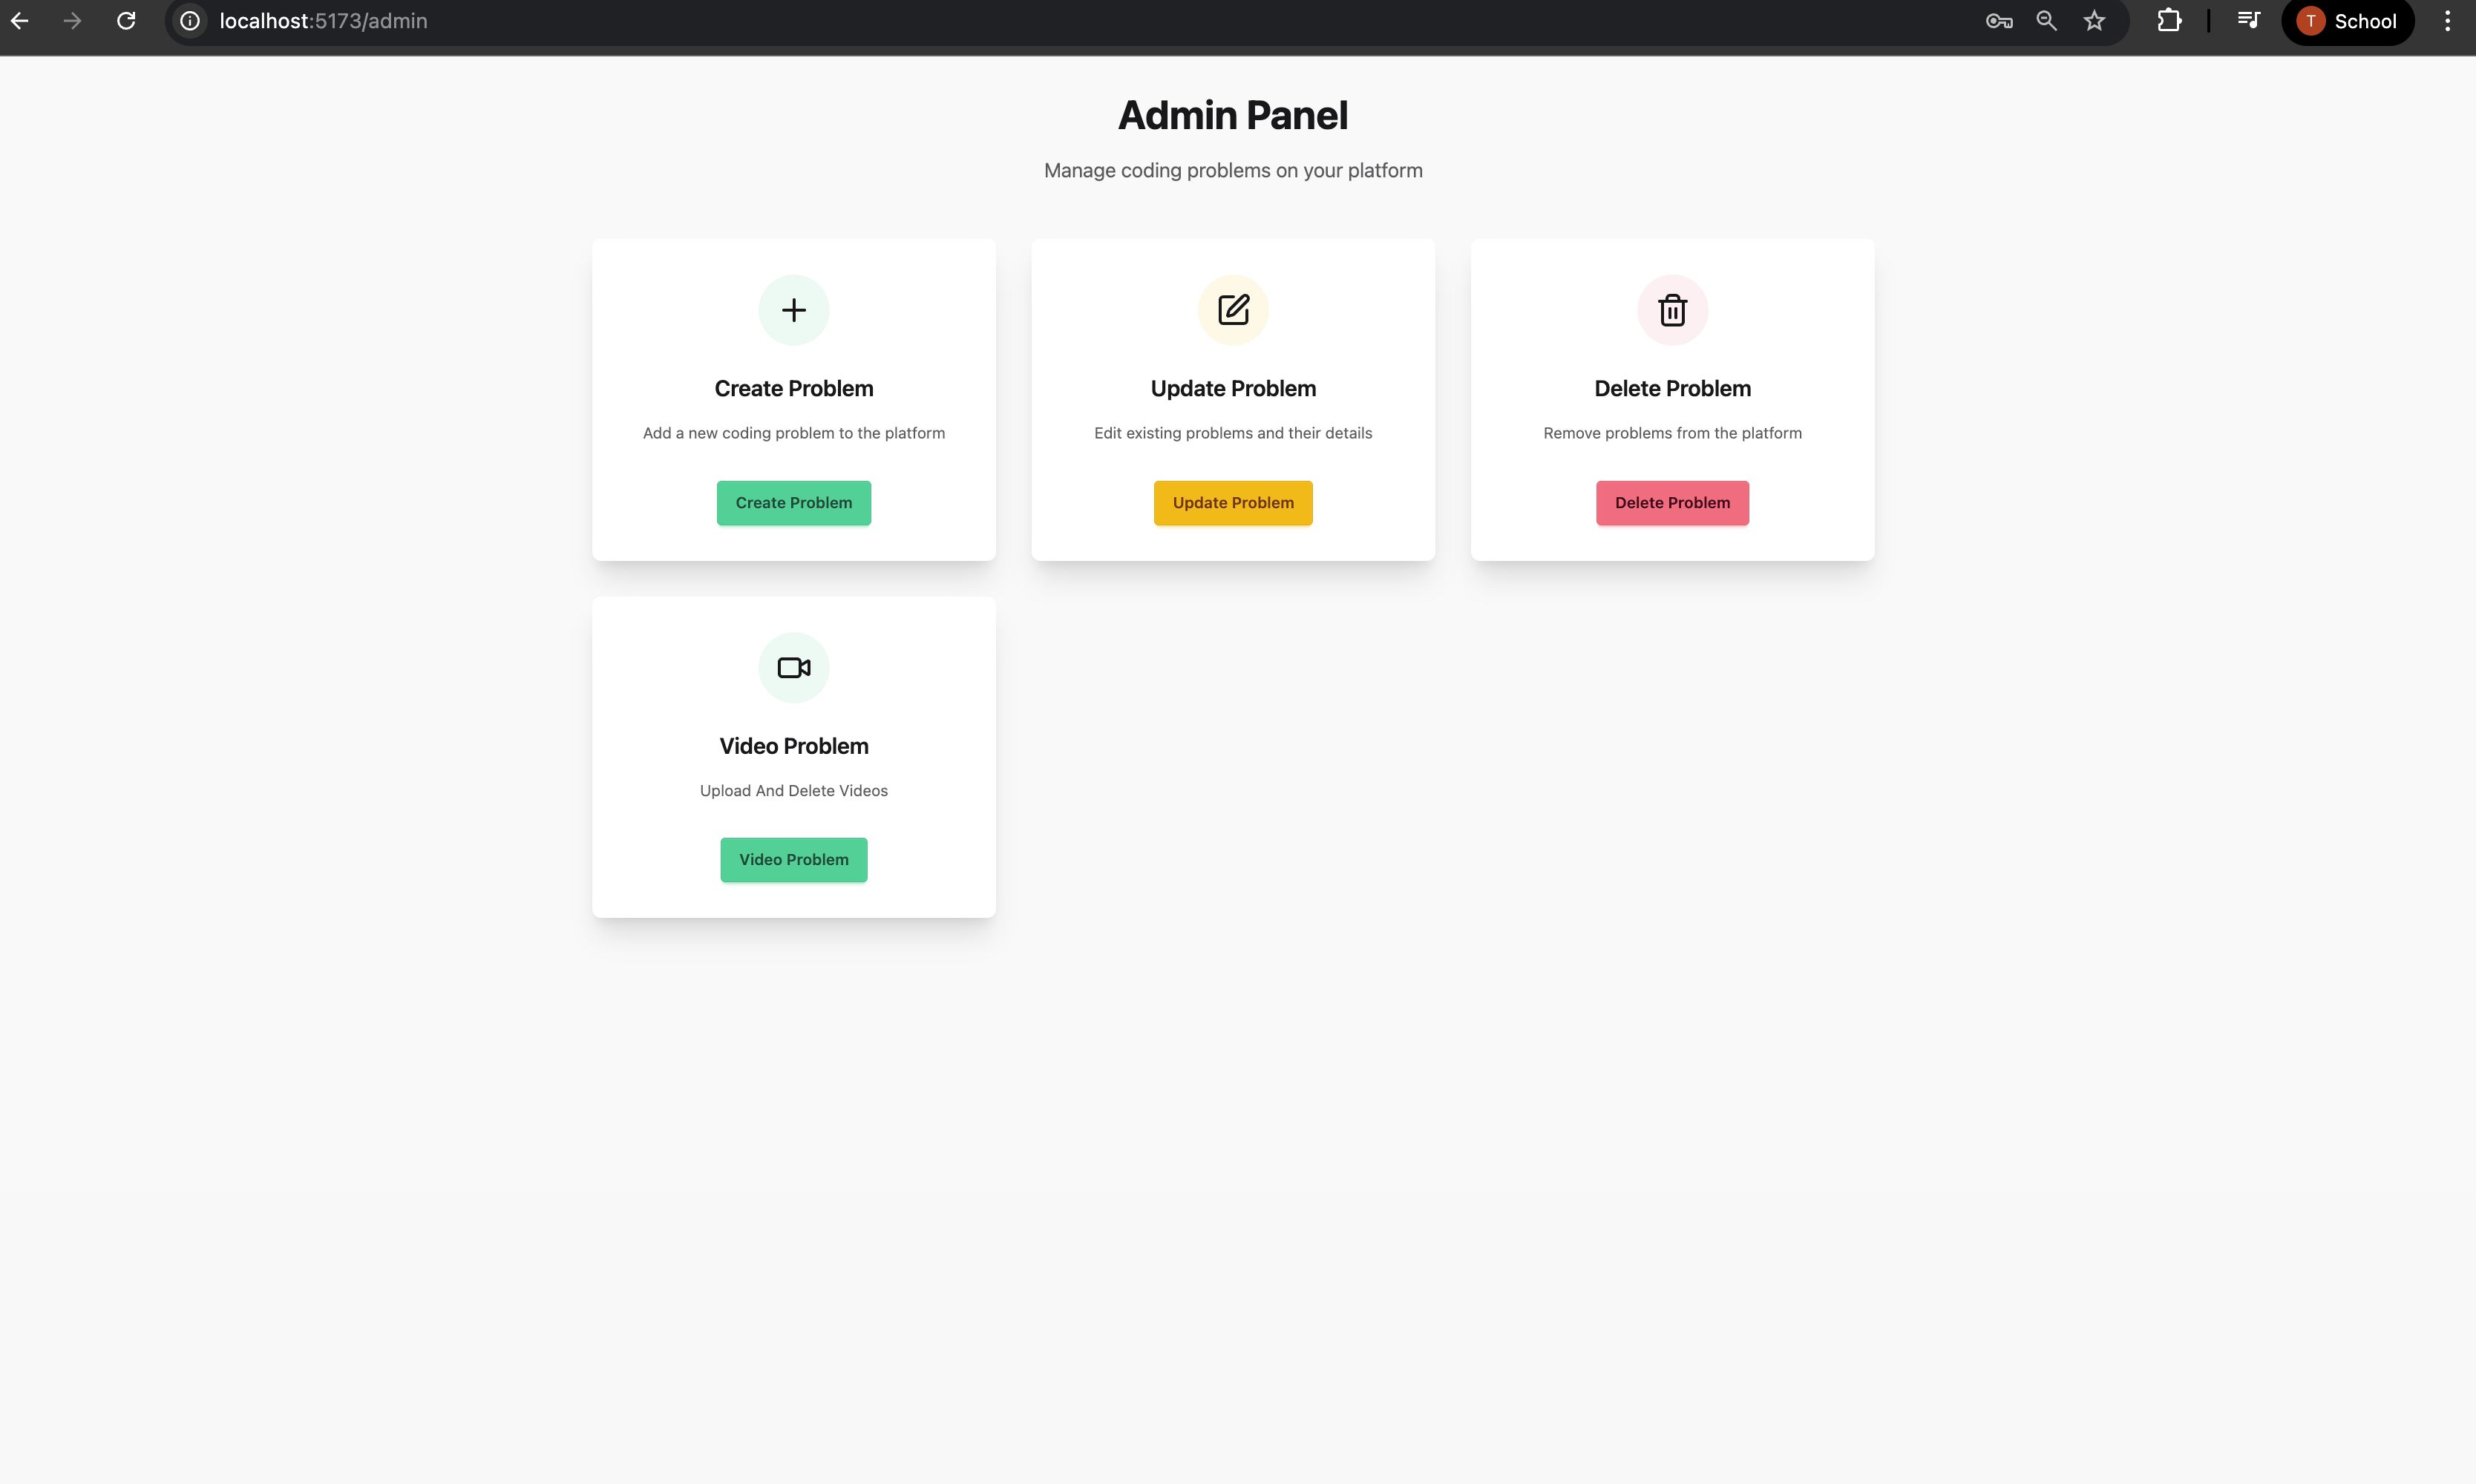 localhost:5173/admin
T School
Admin Panel
Manage coding problems on your platform
Create Problem
Add a new coding problem to the platform
Create Problem
Update Problem
Edit existing problems and their details
Update Problem
Delete Problem
Remove problems from the platform
Delete Problem
Video Problem
Upload And Delete Videos
Video Problem